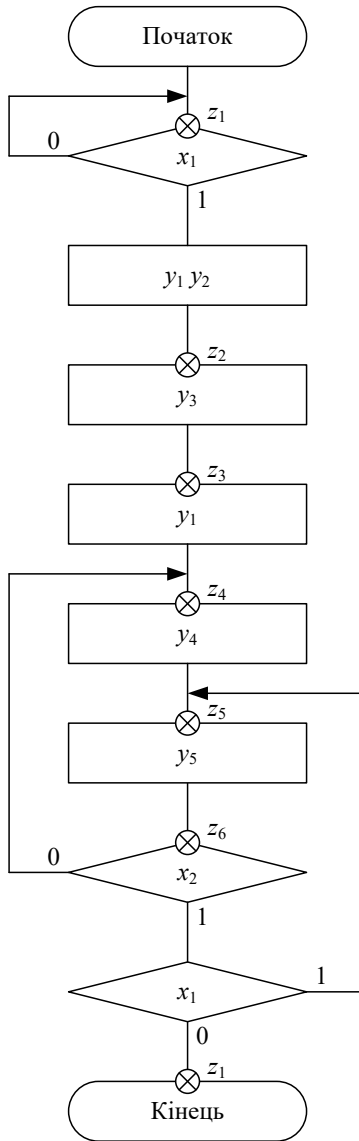 Початок
z₁
0
x₁
1
y₁ y₂
z₂
y₃
z₃
y₁
z₄
y₄
z₅
y₅
z₆
0
x₂
1
x₁
1
0
z₁
Кінець